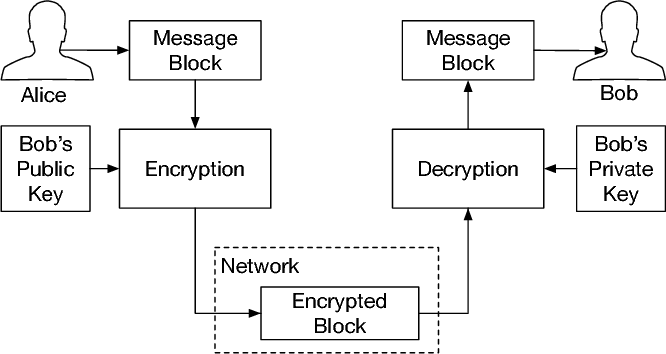 Message
Block
Alice
Bob's
Public
Key
Encryption
Network
Encrypted
Block
Message
Block
Bob
Decryption
Bob's
Private
Key